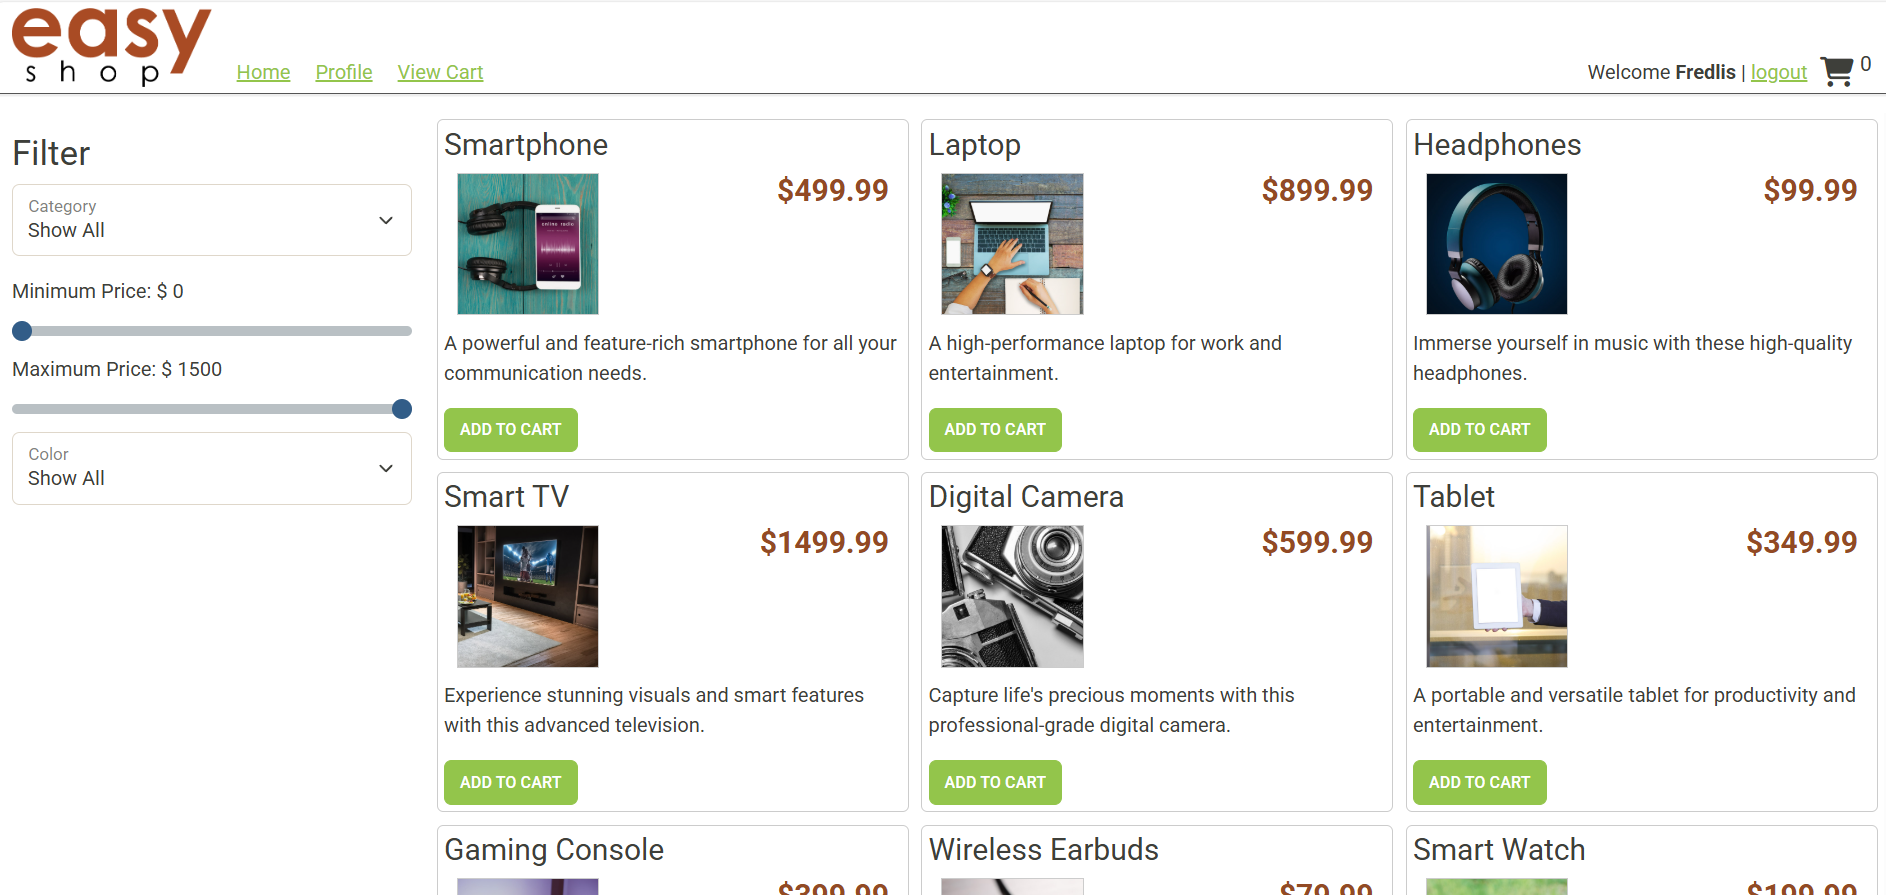 easy
shop
Home Profile View Cart
Welcome Fredlis | logout 0
Filter
Category
Show All
Minimum Price: $ 0
Maximum Price: $ 1500
Color
Show All
Smartphone
$499.99
online radio
A powerful and feature-rich smartphone for all your
communication needs.
ADD TO CART
Laptop
$899.99
A high-performance laptop for work and
entertainment.
ADD TO CART
Headphones
$99.99
Immerse yourself in music with these high-quality
headphones.
ADD TO CART
Smart TV
$1499.99
Experience stunning visuals and smart features
with this advanced television.
ADD TO CART
Digital Camera
$599.99
Capture life's precious moments with this
professional-grade digital camera.
ADD TO CART
Tablet
$349.99
A portable and versatile tablet for productivity and
entertainment.
ADD TO CART
Gaming Console
$399.99
Wireless Earbuds
$79.99
Smart Watch
$199.99